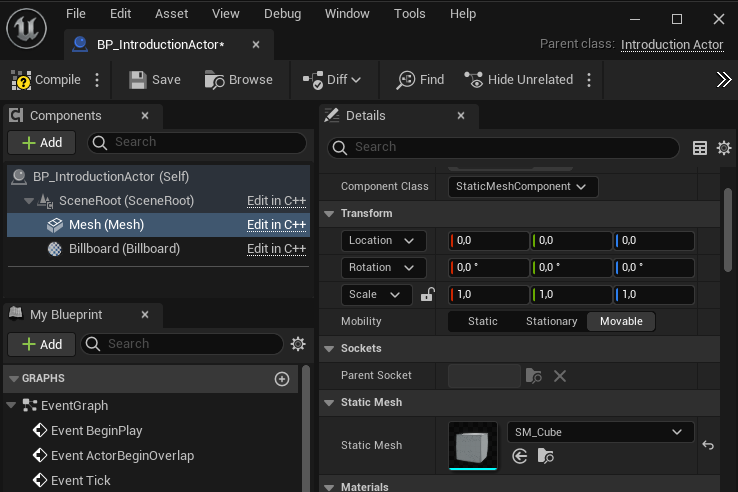 File Edit Asset View Debug Window Tools Help
BP_IntroductionActor*
Parent class: Introduction Actor
Compile Save Browse Diff Find Hide Unrelated
Components
Add Search
BP_IntroductionActor (Self)
SceneRoot (SceneRoot) Edit in C++
Mesh (Mesh) Edit in C++
Billboard (Billboard) Edit in C++
My Blueprint
Add Search
GRAPHS
EventGraph
Event BeginPlay
Event ActorBeginOverlap
Event Tick
Details
Search
Component Class StaticMeshComponent
Transform
Location 0,0 0,0 0,0
Rotation 0,0 ° 0,0 ° 0,0 °
Scale 1,0 1,0 1,0
Mobility Static Stationary Movable
Sockets
Parent Socket
Static Mesh
Static Mesh SM_Cube
Materials